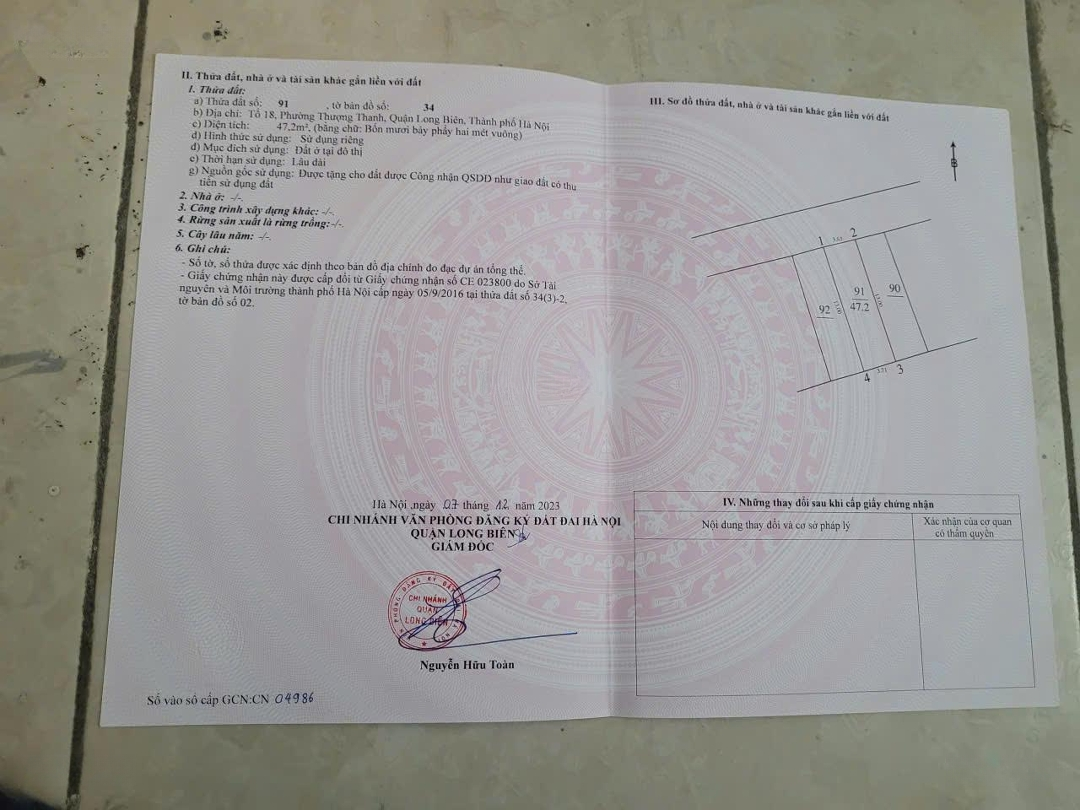 II. Thửa đất, nhà ở và tài sản khác gắn liền với đất
1. Thửa đất:
a) Thửa đất số: 91 , tờ bản đồ số: 34
b) Địa chỉ: Tổ 18, Phường Thượng Thanh, Quận Long Biên, Thành phố Hà Nội
c) Diện tích: 47.2m², (bằng chữ: Bốn mươi bảy phẩy hai mét vuông)
d) Hình thức sử dụng: Sử dụng riêng
đ) Mục đích sử dụng: Đất ở tại đô thị
e) Thời hạn sử dụng: Lâu dài
g) Nguồn gốc sử dụng: Được tặng cho đất được Công nhận QSDĐ như giao đất có thu
tiền sử dụng đất
2. Nhà ở: -/-.
3. Công trình xây dựng khác: -/-.
4. Rừng sản xuất là rừng trồng:-/-.
5. Cây lâu năm: -/-.
6. Ghi chú:
- Số tờ, số thửa được xác định theo bản đồ địa chính đo đạc dự án tổng thể.
- Giấy chứng nhận này được cấp đổi từ Giấy chứng nhận số CE 023800 do Sở Tài
nguyên và Môi trường thành phố Hà Nội cấp ngày 05/9/2016 tại thửa đất số 34(3)-2,
tờ bản đồ số 02.
Hà Nội ,ngày 07 tháng 12 năm 2023
CHI NHÁNH VĂN PHÒNG ĐĂNG KÝ ĐẤT ĐAI HÀ NỘI
QUẬN LONG BIÊN
GIÁM ĐỐC
CHI NHÁNH
QUẬN
LONG BIÊN
Nguyễn Hữu Toàn
Số vào sổ cấp GCN:CN 04986
III. Sơ đồ thửa đất, nhà ở và tài sản khác gắn liền với đất
B
1 2
92
91
47.2
90
4 3.71 3
IV. Những thay đổi sau khi cấp giấy chứng nhận
Nội dung thay đổi và cơ sở pháp lý
Xác nhận của cơ quan
có thẩm quyền